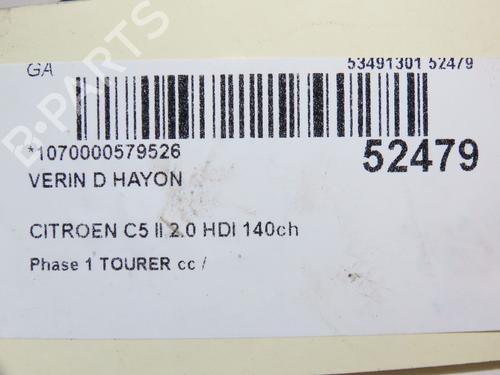 GA 53491301 52479
*1070000579526 52479
VERIN D HAYON
CITROEN C5 II 2.0 HDI 140ch
Phase 1 TOURER cc /
B-PARTS